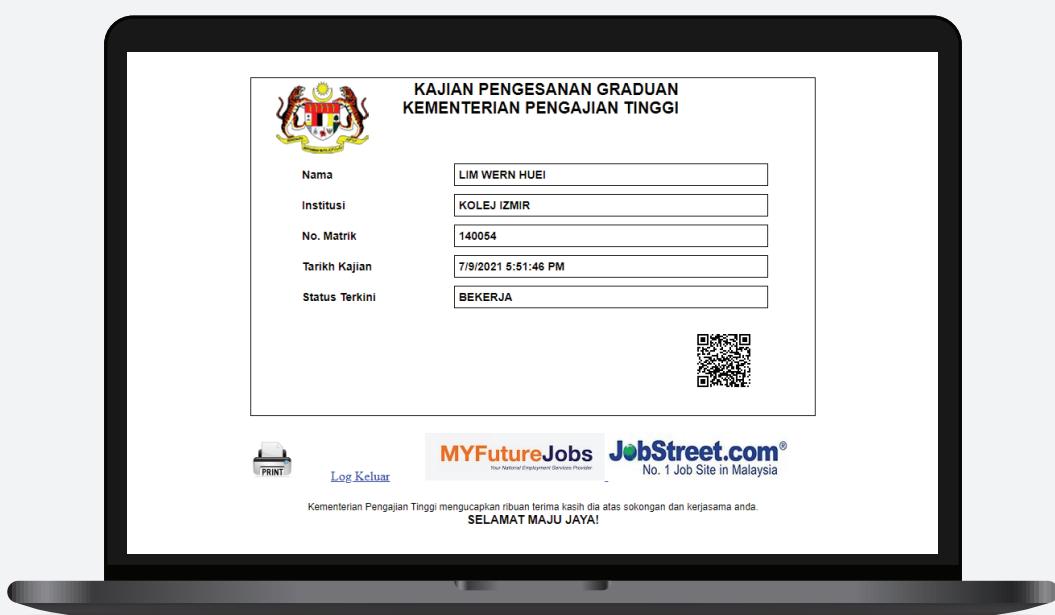 KAJIAN PENGESANAN GRADUAN
KEMENTERIAN PENGAJIAN TINGGI
Nama LIM WERN HUEI
Institusi KOLEJ IZMIR
No. Matrik 140054
Tarikh Kajian 7/9/2021 5:51:46 PM
Status Terkini BEKERJA
PRINT
Log Keluar
MYFutureJobs
Your National Employment Services Provider
JobStreet.com®
No. 1 Job Site in Malaysia
Kementerian Pengajian Tinggi mengucapkan ribuan terima kasih dia atas sokongan dan kerjasama anda.
SELAMAT MAJU JAYA!